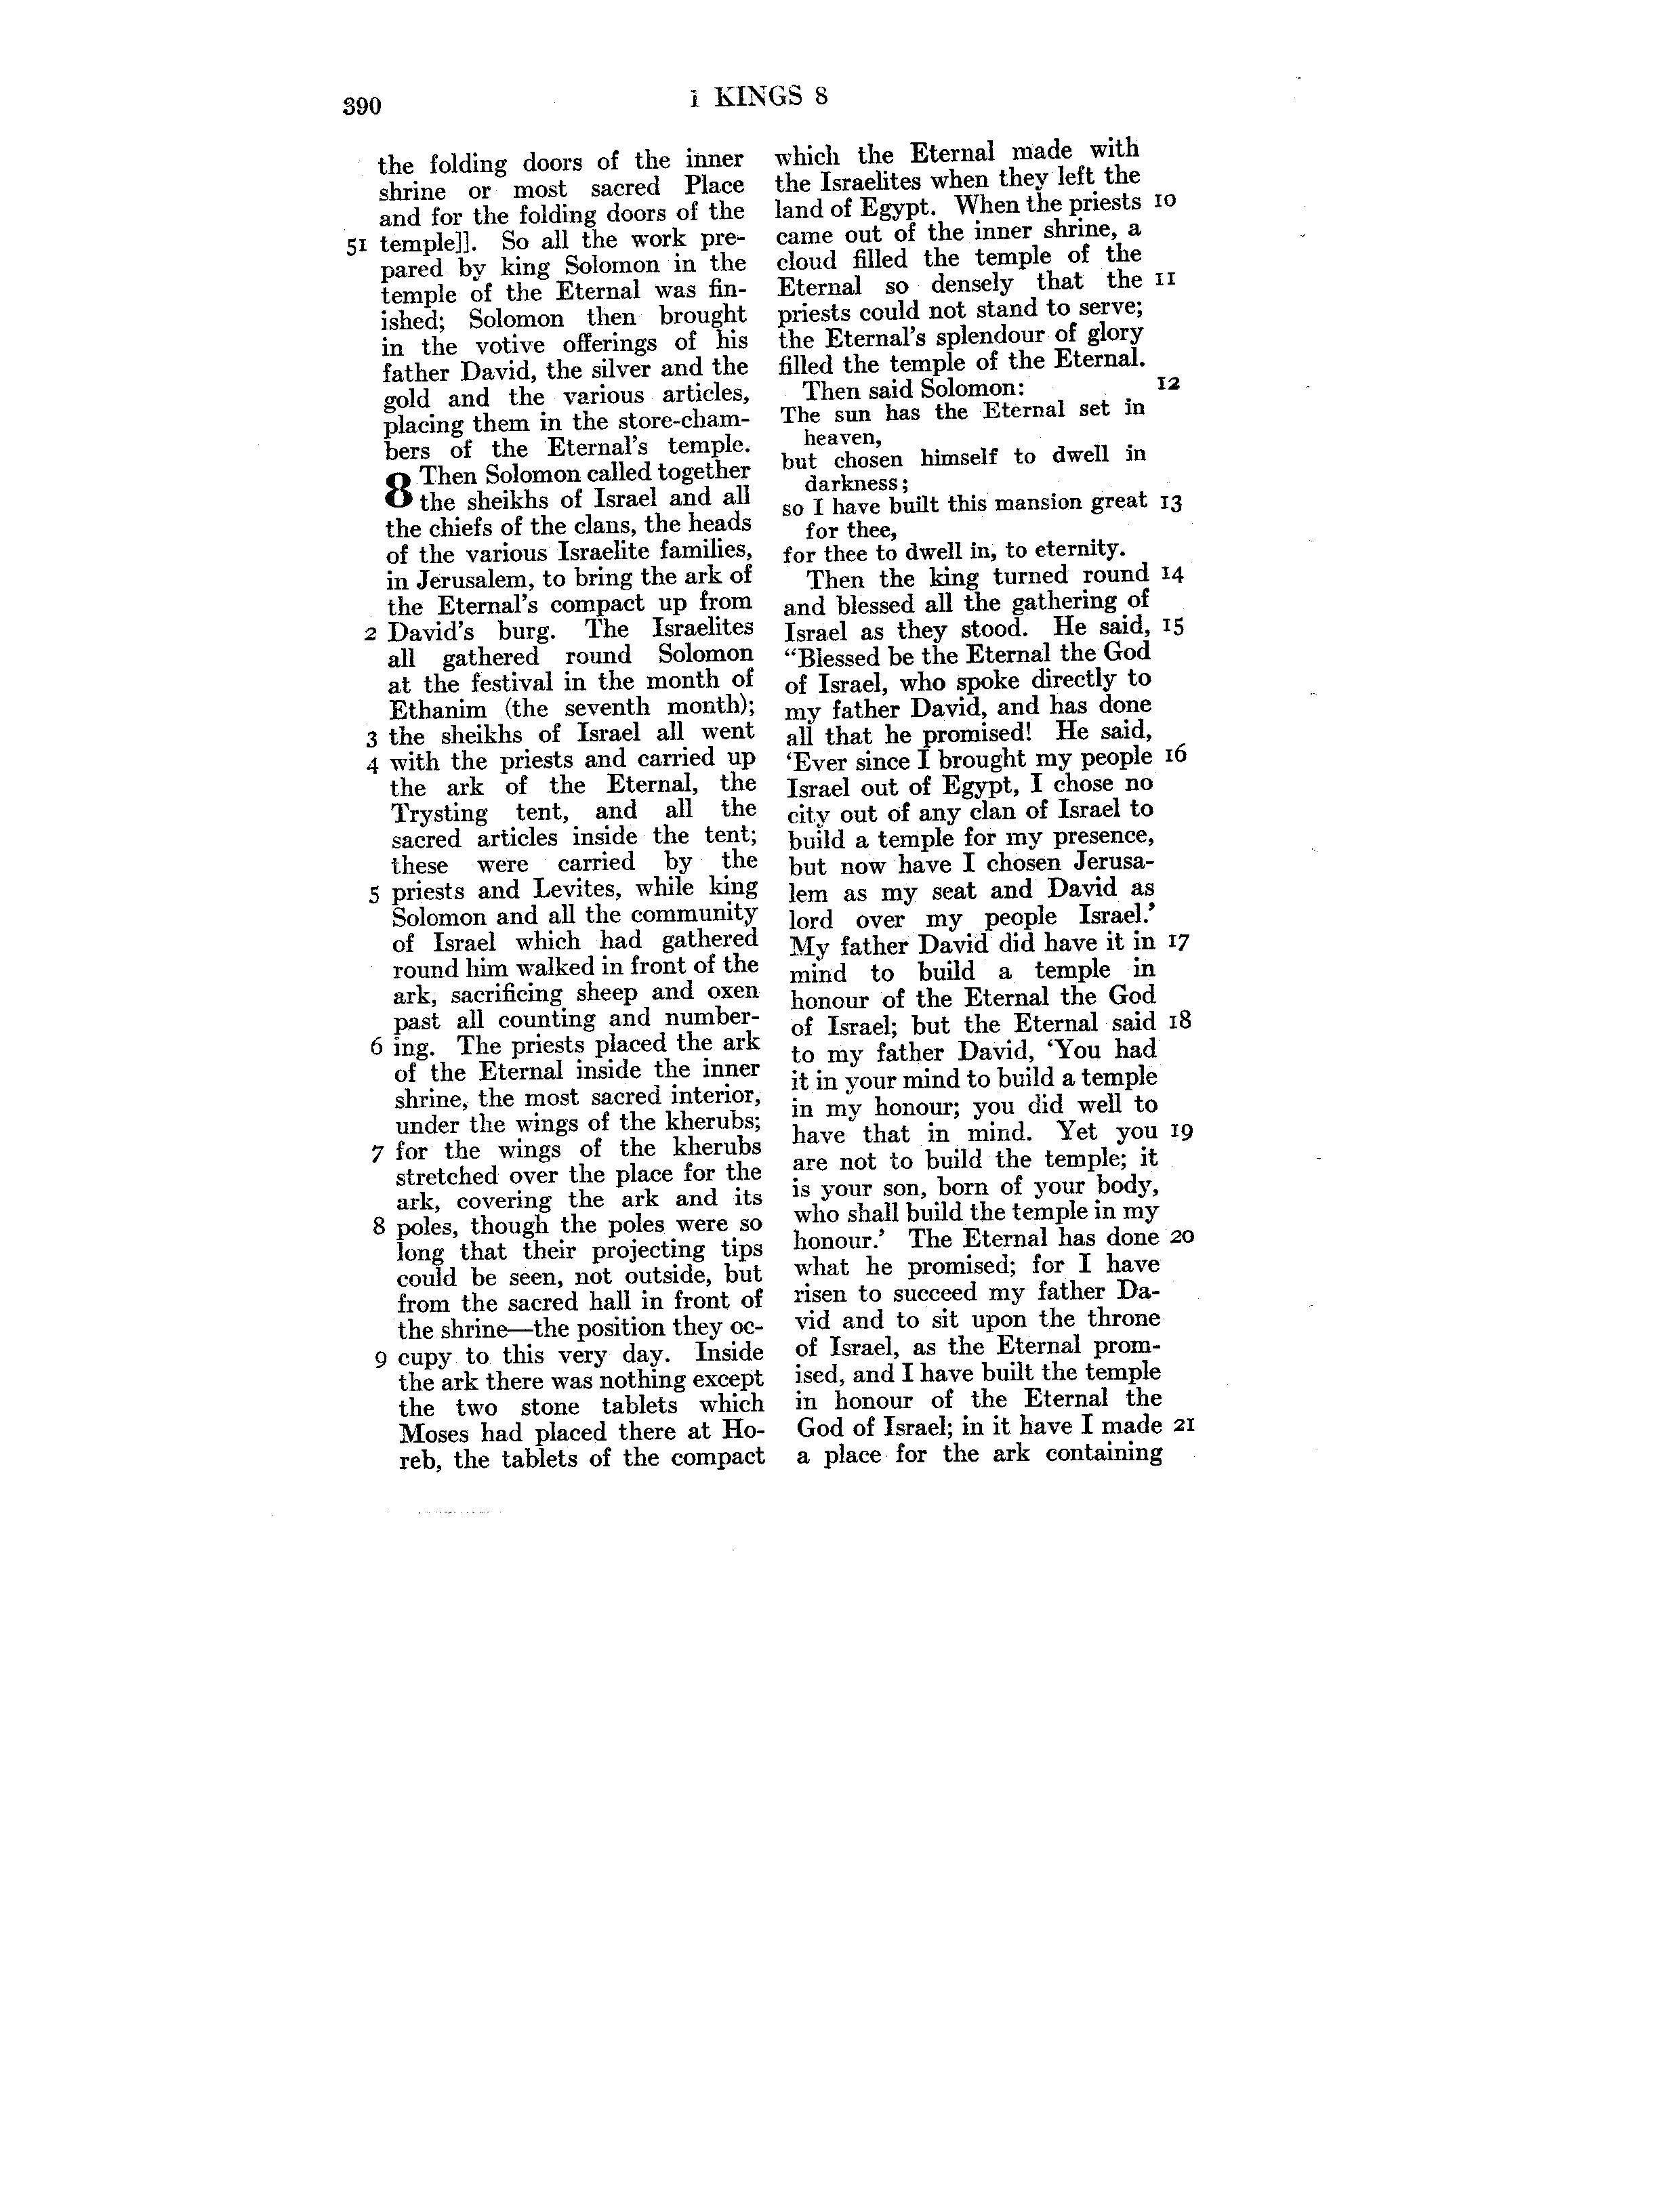 390
1 KINGS 8
the folding doors of the inner
shrine or most sacred Place
and for the folding doors of the
51 temple]]. So all the work pre-
pared by king Solomon in the
temple of the Eternal was fin-
ished; Solomon then brought
in the votive offerings of his
father David, the silver and the
gold and the various articles,
placing them in the store-cham-
bers of the Eternal's temple.
8 Then Solomon called together
the sheikhs of Israel and all
the chiefs of the clans, the heads
of the various Israelite families,
in Jerusalem, to bring the ark of
the Eternal's compact up from
2 David's burg. The Israelites
all gathered round Solomon
at the festival in the month of
Ethanim (the seventh month);
3 the sheikhs of Israel all went
4 with the priests and carried up
the ark of the Eternal, the
Trysting tent, and all the
sacred articles inside the tent;
these were carried by the
5 priests and Levites, while king
Solomon and all the community
of Israel which had gathered
round him walked in front of the
ark, sacrificing sheep and oxen
past all counting and number-
6 ing. The priests placed the ark
of the Eternal inside the inner
shrine, the most sacred interior,
under the wings of the kherubs;
7 for the wings of the kherubs
stretched over the place for the
ark, covering the ark and its
8 poles, though the poles were so
long that their projecting tips
could be seen, not outside, but
from the sacred hall in front of
the shrine—the position they oc-
9 cupy to this very day. Inside
the ark there was nothing except
the two stone tablets which
Moses had placed there at Ho-
reb, the tablets of the compact
which the Eternal made with
the Israelites when they left the
land of Egypt. When the priests 10
came out of the inner shrine, a
cloud filled the temple of the
Eternal so densely that the 11
priests could not stand to serve;
the Eternal's splendour of glory
filled the temple of the Eternal.
Then said Solomon: 12
The sun has the Eternal set in
heaven,
but chosen himself to dwell in
darkness;
so I have built this mansion great 13
for thee,
for thee to dwell in, to eternity.
Then the king turned round 14
and blessed all the gathering of
Israel as they stood. He said, 15
"Blessed be the Eternal the God
of Israel, who spoke directly to
my father David, and has done
all that he promised! He said,
'Ever since I brought my people 16
Israel out of Egypt, I chose no
city out of any clan of Israel to
build a temple for my presence,
but now have I chosen Jerusa-
lem as my seat and David as
lord over my people Israel.'
My father David did have it in 17
mind to build a temple in
honour of the Eternal the God
of Israel; but the Eternal said 18
to my father David, 'You had
it in your mind to build a temple
in my honour; you did well to
have that in mind. Yet you 19
are not to build the temple; it
is your son, born of your body,
who shall build the temple in my
honour.' The Eternal has done 20
what he promised; for I have
risen to succeed my father Da-
vid and to sit upon the throne
of Israel, as the Eternal prom-
ised, and I have built the temple
in honour of the Eternal the
God of Israel; in it have I made 21
a place for the ark containing